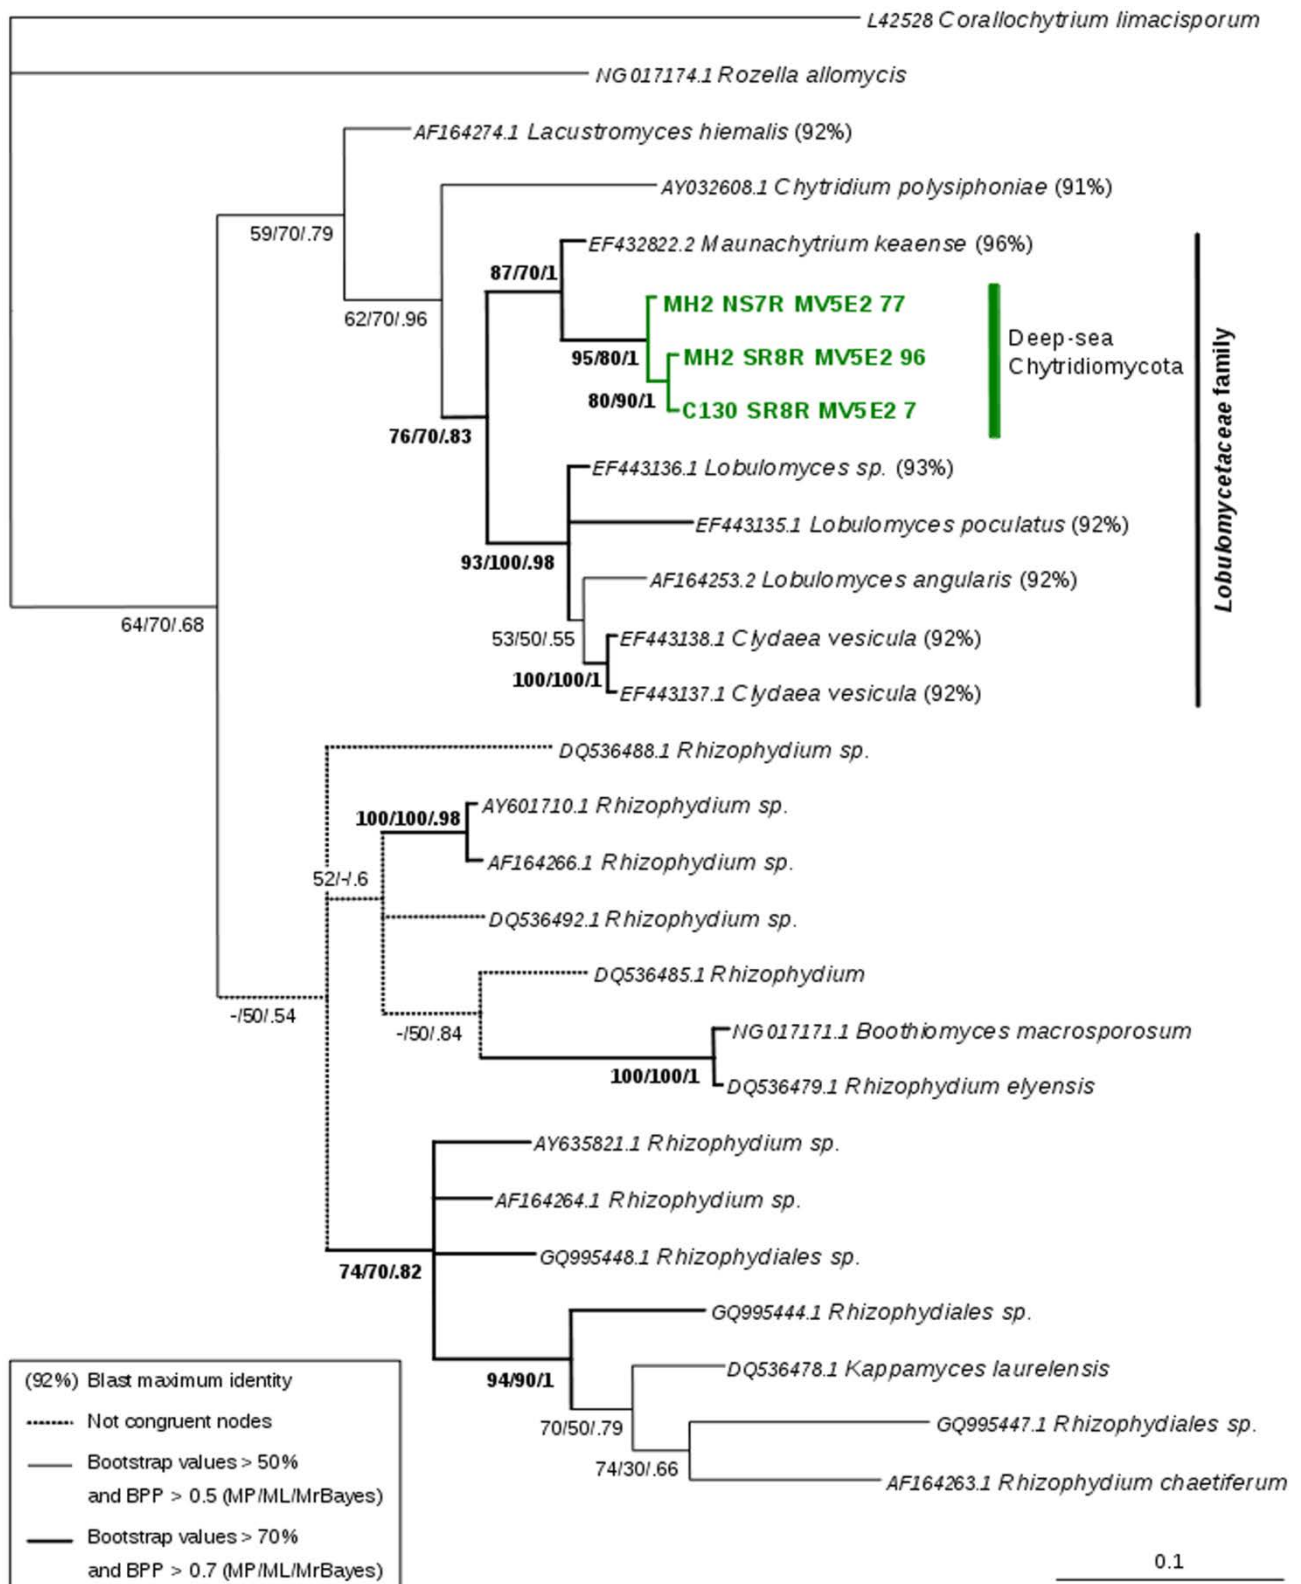 L42528 Corallochytrium limacisporum
NG017174.1 Rozella allomycis
AF164274.1 Lacustromyces hiemalis (92%)
AY032608.1 Chytridium polysiphoniae (91%)
59/70/.79
EF432822.2 Maunachytrium keaense (96%)
87/70/1
MH2 NS7R MV5E2 77
62/70/.96
Deep-sea
Chytridiomycota
95/80/1
MH2 SR8R MV5E2 96
80/90/1
C130 SR8R MV5E2 7
Lobulomycetaceae family
76/70/.83
EF443136.1 Lobulomyces sp. (93%)
EF443135.1 Lobulomyces poculatus (92%)
93/100/.98
AF164253.2 Lobulomyces angularis (92%)
64/70/.68
53/50/.55
EF443138.1 Clydaea vesicula (92%)
100/100/1
EF443137.1 Clydaea vesicula (92%)
DQ536488.1 Rhizophydium sp.
AY601710.1 Rhizophydium sp.
100/100/.98
AF164266.1 Rhizophydium sp.
52/-/.6
DQ536492.1 Rhizophydium sp.
DQ536485.1 Rhizophydium
-/50/.54
-/50/.84
NG017171.1 Boothiomyces macrosporosum
100/100/1
DQ536479.1 Rhizophydium elyensis
AY635821.1 Rhizophydium sp.
AF164264.1 Rhizophydium sp.
GQ995448.1 Rhizophydiales sp.
74/70/.82
GQ995444.1 Rhizophydiales sp.
DQ536478.1 Kappamyces laurelensis
94/90/1
70/50/.79
GQ995447.1 Rhizophydiales sp.
74/30/.66
AF164263.1 Rhizophydium chaetiferum
(92%) Blast maximum identity
Not congruent nodes
Bootstrap values > 50%
and BPP > 0.5 (MP/ML/MrBayes)
Bootstrap values > 70%
and BPP > 0.7 (MP/ML/MrBayes)
0.1